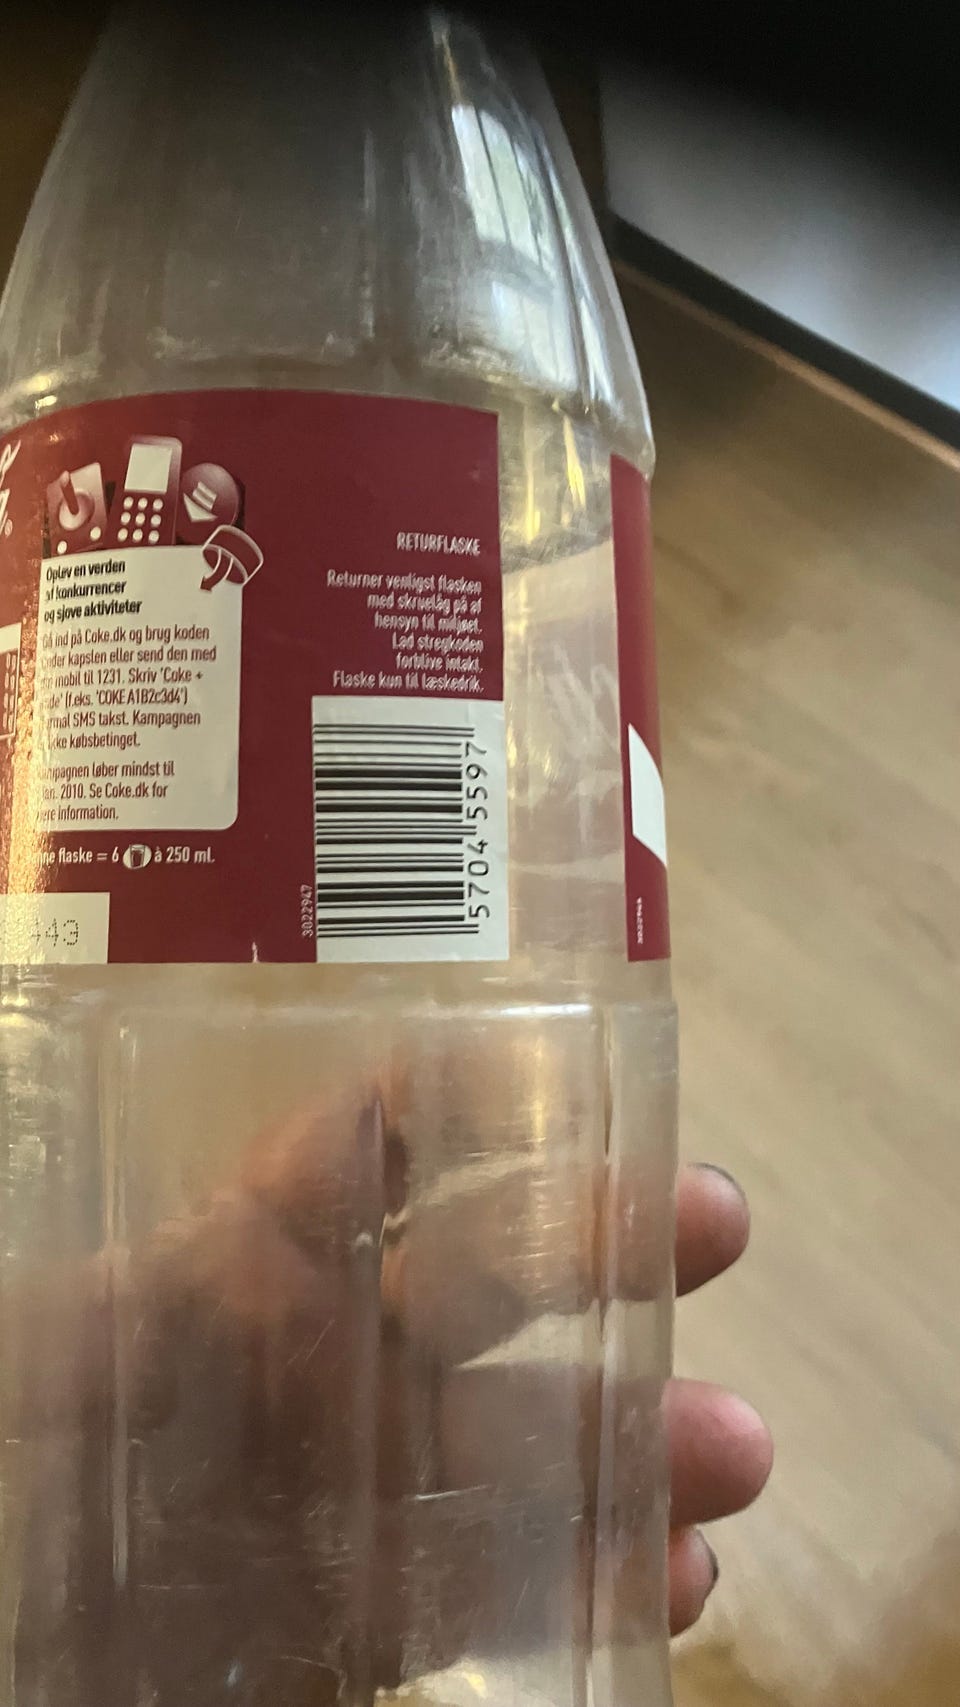 Oplev en verden
af konkurrencer
og sjove aktiviteter
ind på Coke.dk og brug koden
kapslen eller send den med
mobil til 1231. Skriv 'Coke +
(f.eks. 'COKE A1B2c3d4')
SMS takst. Kampagnen
købsbetinget.
løber mindst til
2010. Se Coke.dk for
information.
flaske = 6 à 250 ml.
443
RETURFLASKE
Returner venligst flasken
med skruelåg på af
hensyn til miljøet.
Lad stregkoden
forblive intakt.
Flaske kun til læskedrik.
3022947
5704 5597